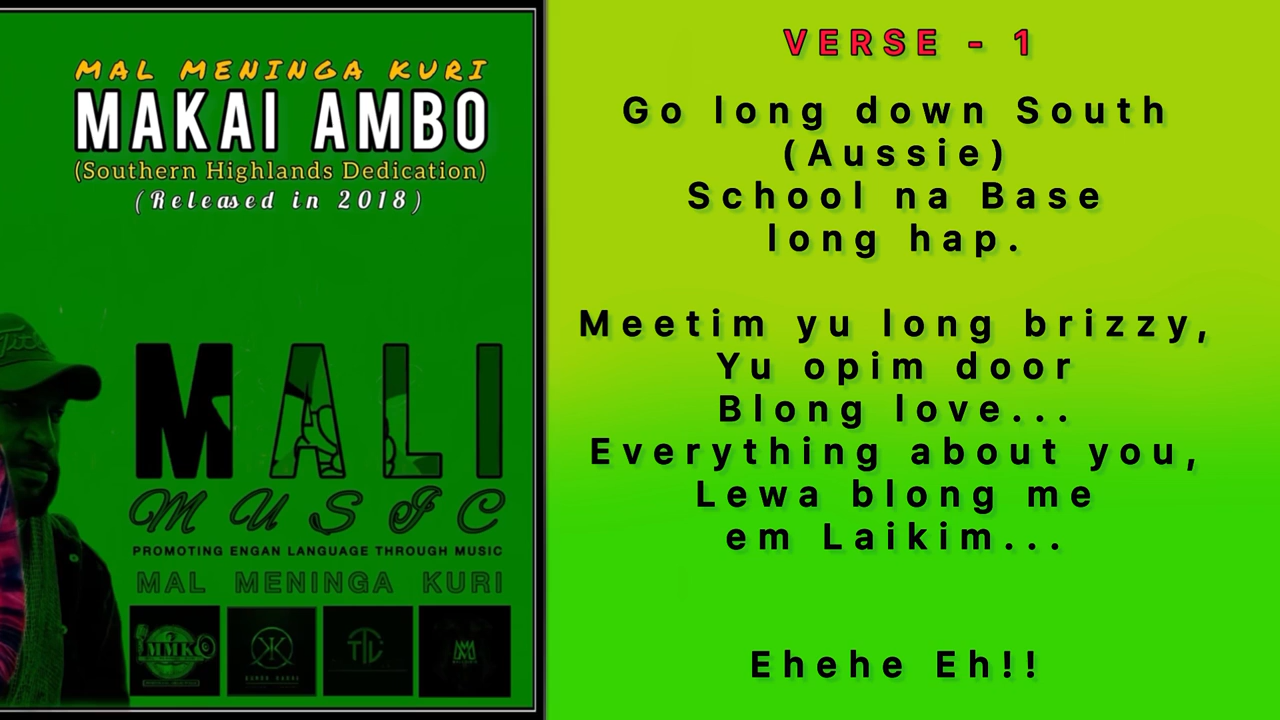 MAL MENINGA KURI
MAKAI AMBO
(Southern Highlands Dedication)
(Released in 2018)
MALI
MUSIC
PROMOTING ENGAN LANGUAGE THROUGH MUSIC
MAL MENINGA KURI
MMK
VERSE - 1
Go long down South
(Aussie)
School na Base
long hap.
Meetim yu long brizzy,
Yu opim door
Blong love...
Everything about you,
Lewa blong me
em Laikim...
Ehehe Eh!!